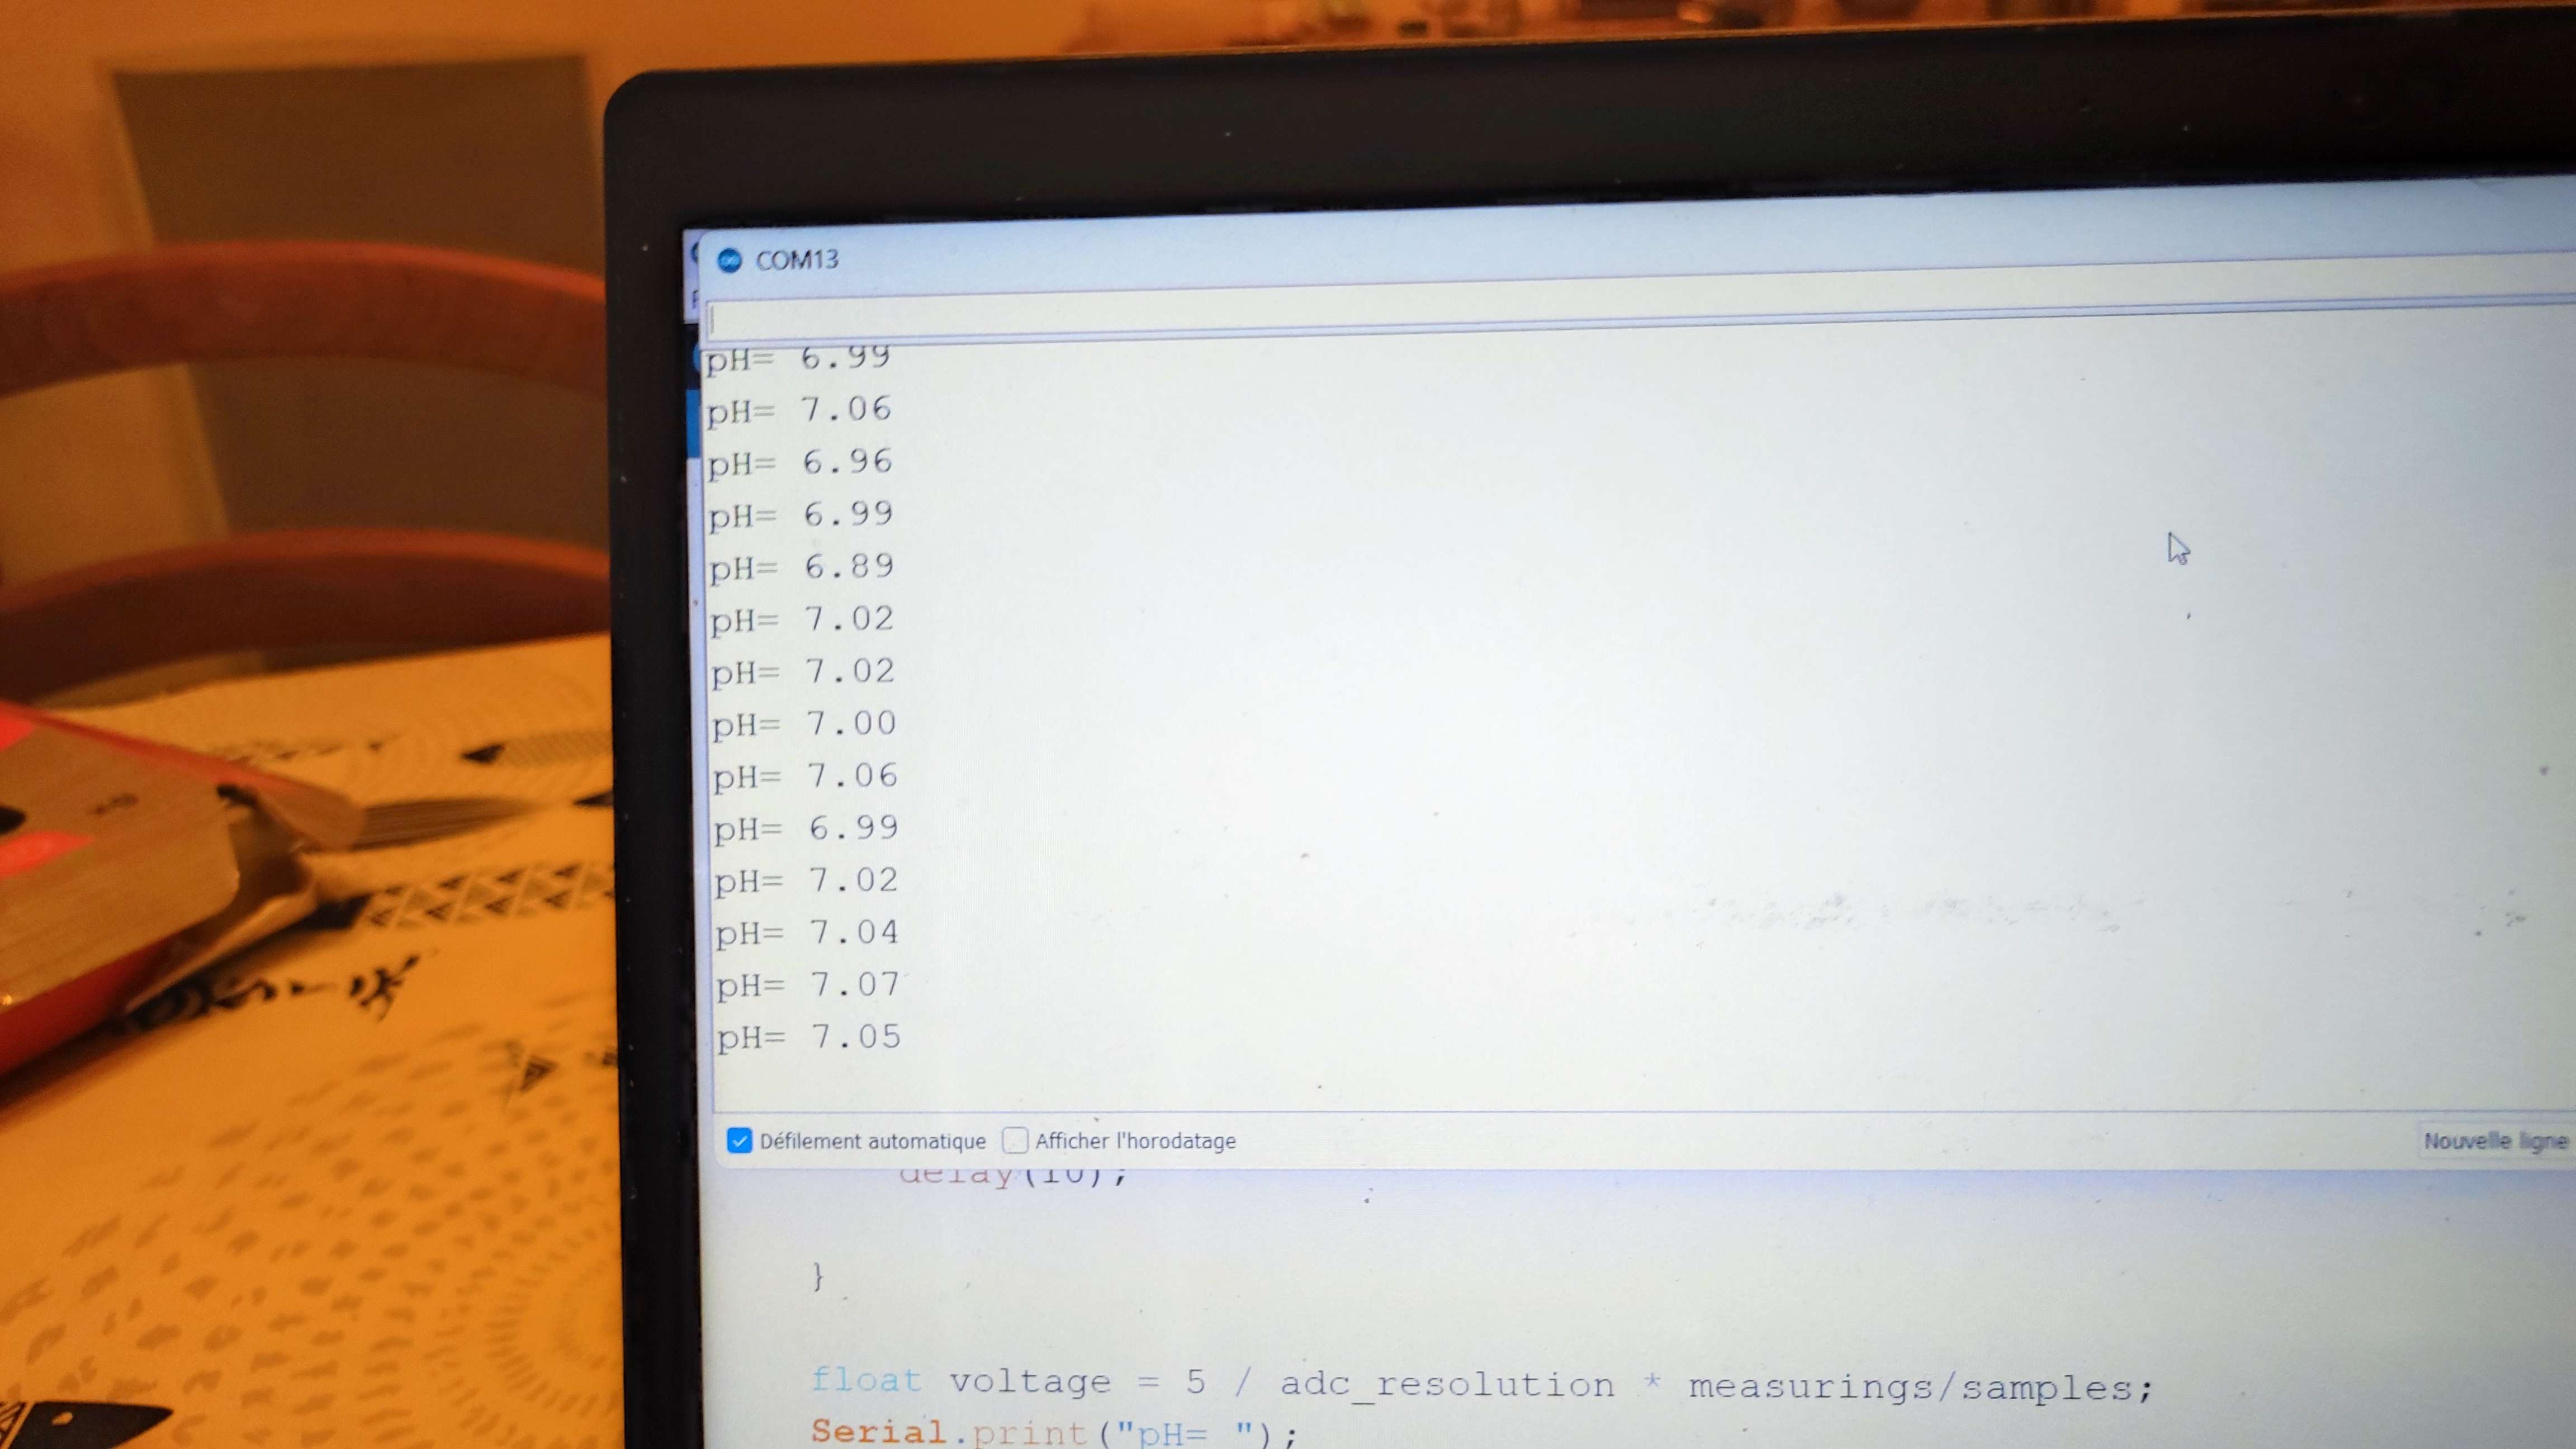 COM13
pH= 6.99
pH= 7.06
pH= 6.96
pH= 6.99
pH= 6.89
pH= 7.02
pH= 7.02
pH= 7.00
pH= 7.06
pH= 6.99
pH= 7.02
pH= 7.04
pH= 7.07
pH= 7.05
Défilement automatique Afficher l'horodatage Nouvelle ligne
delay(10);
}
float voltage = 5 / adc_resolution * measurings/samples;
Serial.print("pH= ");